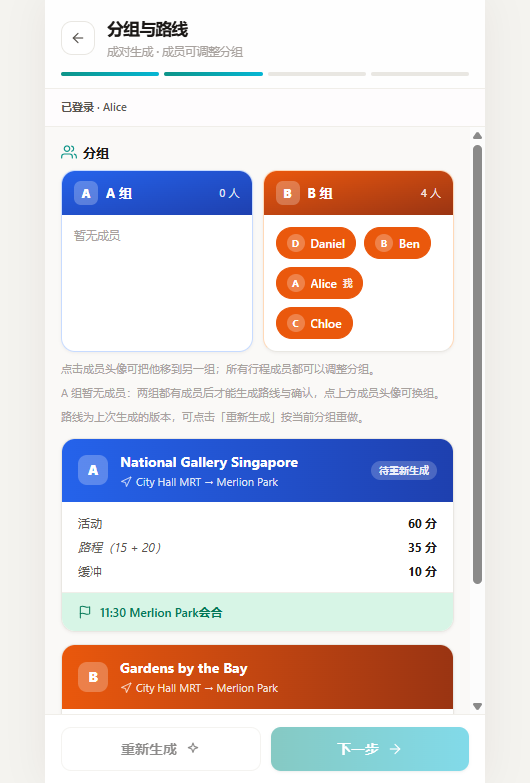 分组与路线
成对生成 · 成员可调整分组
已登录 · Alice
分组
A A 组 0 人
暂无成员
B B 组 4 人
D Daniel B Ben
A Alice 我
C Chloe
点击成员头像可把他移到另一组；所有行程成员都可以调整分组。
A 组暂无成员：两组都有成员后才能生成路线与确认，点上方成员头像可换组。
路线为上次生成的版本，可点击「重新生成」按当前分组重做。
A National Gallery Singapore 待重新生成
City Hall MRT → Merlion Park
活动 60 分
路程（15 + 20） 35 分
缓冲 10 分
11:30 Merlion Park会合
B Gardens by the Bay
City Hall MRT → Merlion Park
重新生成 下一步